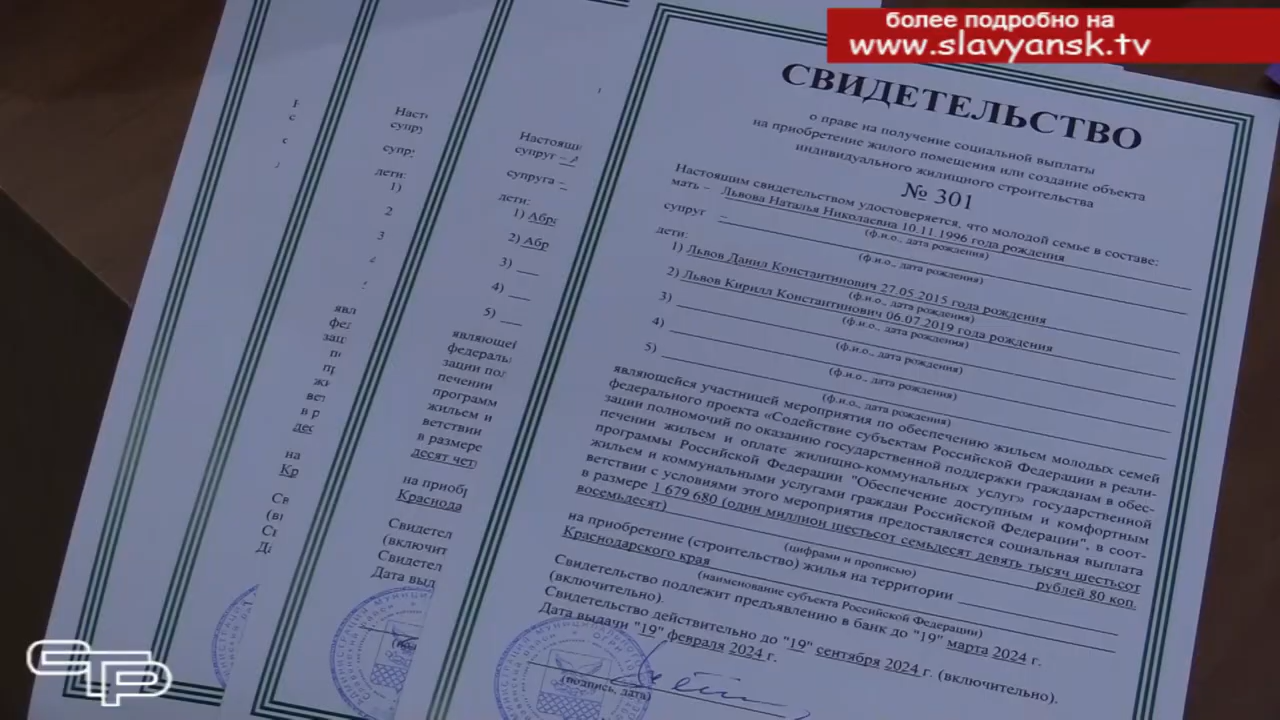 более подробно на
www.slavyansk.tv
СВИДЕТЕЛЬСТВО
о праве на получение социальной выплаты
на приобретение жилого помещения или создание объекта
индивидуального жилищного строительства
№ 301
Настоящим свидетельством удостоверяется, что молодой семье в составе:
мать – Львова Наталья Николаевна 10.11.1996 года рождения
(ф.и.о., дата рождения)
супруг –
(ф.и.о., дата рождения)
дети:
1) Львов Данил Константинович 27.05.2015 года рождения
(ф.и.о., дата рождения)
2) Львов Кирилл Константинович 06.07.2019 года рождения
(ф.и.о., дата рождения)
3)
(ф.и.о., дата рождения)
4)
(ф.и.о., дата рождения)
5)
(ф.и.о., дата рождения)
являющейся участницей мероприятия по обеспечению жильем молодых семей
федерального проекта «Содействие субъектам Российской Федерации в реали-
зации полномочий по оказанию государственной поддержки гражданам в обес-
печении жильем и оплате жилищно-коммунальных услуг» государственной
программы Российской Федерации "Обеспечение доступным и комфортным
жильем и коммунальными услугами граждан Российской Федерации", в соот-
ветствии с условиями этого мероприятия предоставляется социальная выплата
в размере 1 679 680 (один миллион шестьсот семьдесят девять тысяч шестьсот
восемьдесят) рублей 80 коп.
(цифрами и прописью)
на приобретение (строительство) жилья на территории
Краснодарского края
(наименование субъекта Российской Федерации)
Свидетельство подлежит предъявлению в банк до "19" марта 2024 г.
(включительно).
Свидетельство действительно до "19" сентября 2024 г. (включительно).
Дата выдачи "19" февраля 2024 г.
(подпись, дата)
Настоящи
супруг –
супруга –
дети:
1) Абр
2) Абр
3)
4)
5)
являющей
федераль
зации пол
печении
программ
жильем и
ветствии
в размере
десят чет
на приоб
Краснода
Свидетел
(включит
Свидетел
Дата выд
дети:
1)
2
3
СТР